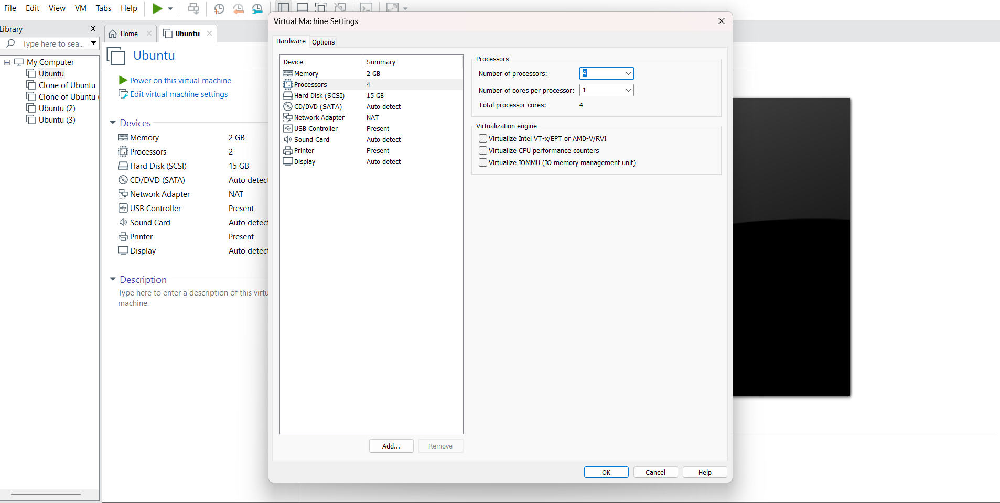 File Edit View VM Tabs Help
Library
Type here to sea...
My Computer
Ubuntu
Clone of Ubuntu
Clone of Ubuntu
Ubuntu (2)
Ubuntu (3)
Home
Ubuntu
Ubuntu
Power on this virtual machine
Edit virtual machine settings
Devices
Memory 2 GB
Processors 2
Hard Disk (SCSI) 15 GB
CD/DVD (SATA) Auto detect
Network Adapter NAT
USB Controller Present
Sound Card Auto detect
Printer Present
Display Auto detect
Description
Type here to enter a description of this virtu
machine.
Virtual Machine Settings
Hardware Options
Device Summary
Memory 2 GB
Processors 4
Hard Disk (SCSI) 15 GB
CD/DVD (SATA) Auto detect
Network Adapter NAT
USB Controller Present
Sound Card Auto detect
Printer Present
Display Auto detect
Add... Remove
Processors
Number of processors: 4
Number of cores per processor: 1
Total processor cores: 4
Virtualization engine
Virtualize Intel VT-x/EPT or AMD-V/RVI
Virtualize CPU performance counters
Virtualize IOMMU (IO memory management unit)
OK Cancel Help